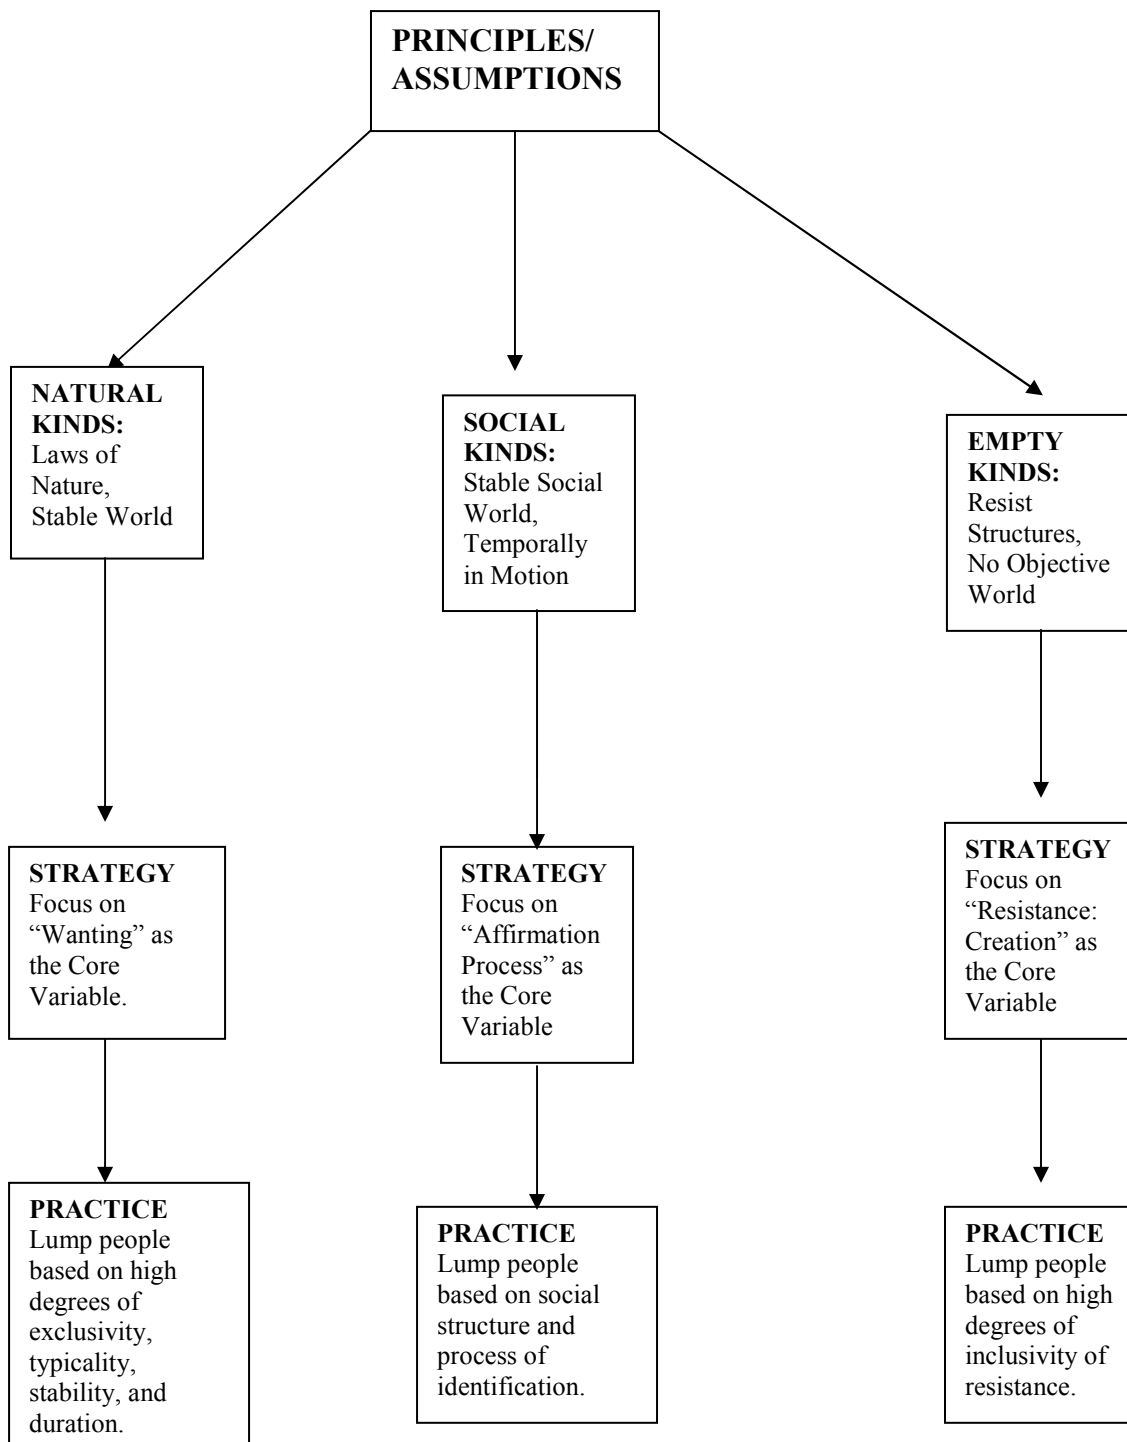 PRINCIPLES/
ASSUMPTIONS
NATURAL
KINDS:
Laws of
Nature,
Stable World
SOCIAL
KINDS:
Stable Social
World,
Temporally
in Motion
EMPTY
KINDS:
Resist
Structures,
No Objective
World
STRATEGY
Focus on
“Wanting” as
the Core
Variable.
STRATEGY
Focus on
“Affirmation
Process” as
the Core
Variable
STRATEGY
Focus on
“Resistance:
Creation” as
the Core
Variable
PRACTICE
Lump people
based on high
degrees of
exclusivity,
typicality,
stability, and
duration.
PRACTICE
Lump people
based on social
structure and
process of
identification.
PRACTICE
Lump people
based on high
degrees of
inclusivity of
resistance.